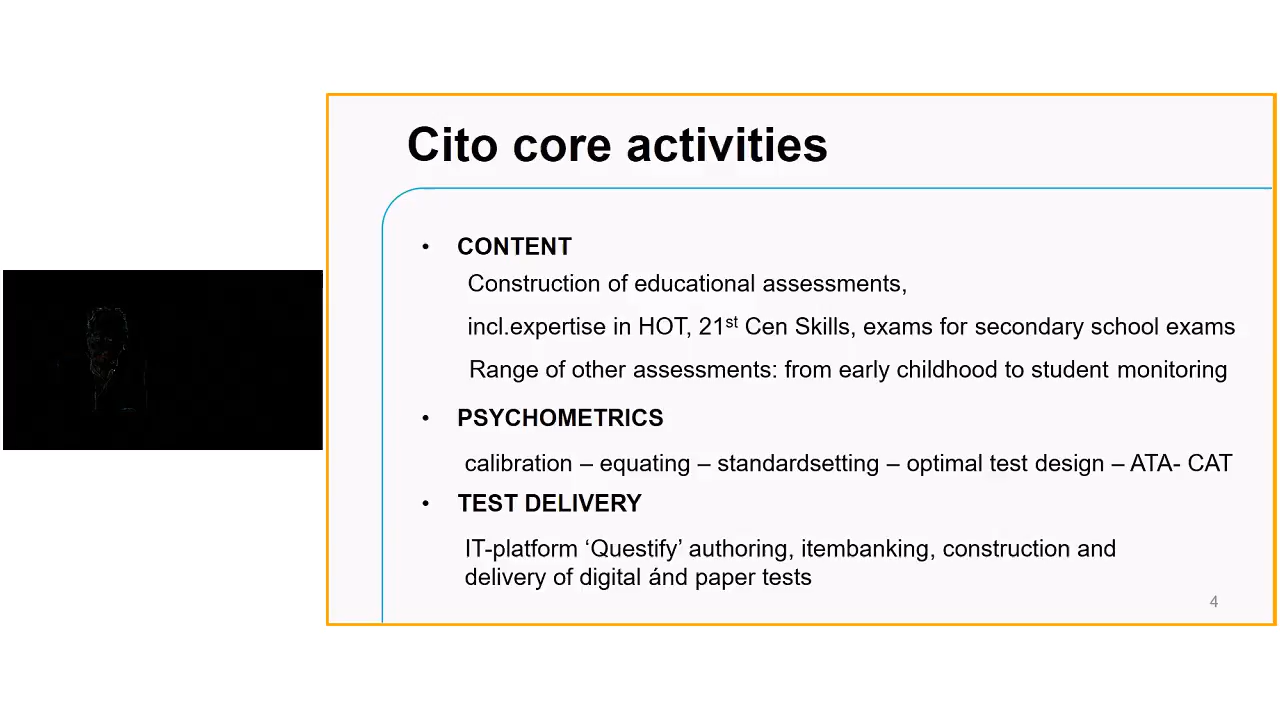 Cito core activities
• CONTENT
Construction of educational assessments,
incl.expertise in HOT, 21st Cen Skills, exams for secondary school exams
Range of other assessments: from early childhood to student monitoring
• PSYCHOMETRICS
calibration – equating – standardsetting – optimal test design – ATA- CAT
• TEST DELIVERY
IT-platform ‘Questify’ authoring, itembanking, construction and
delivery of digital ánd paper tests
4